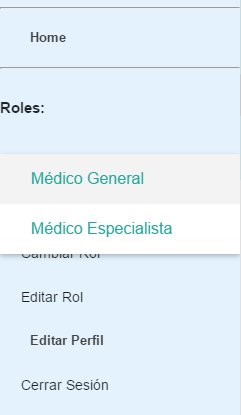 Home
Roles:
Médico General
Médico Especialista
Cambiar Rol
Editar Rol
Editar Perfil
Cerrar Sesión